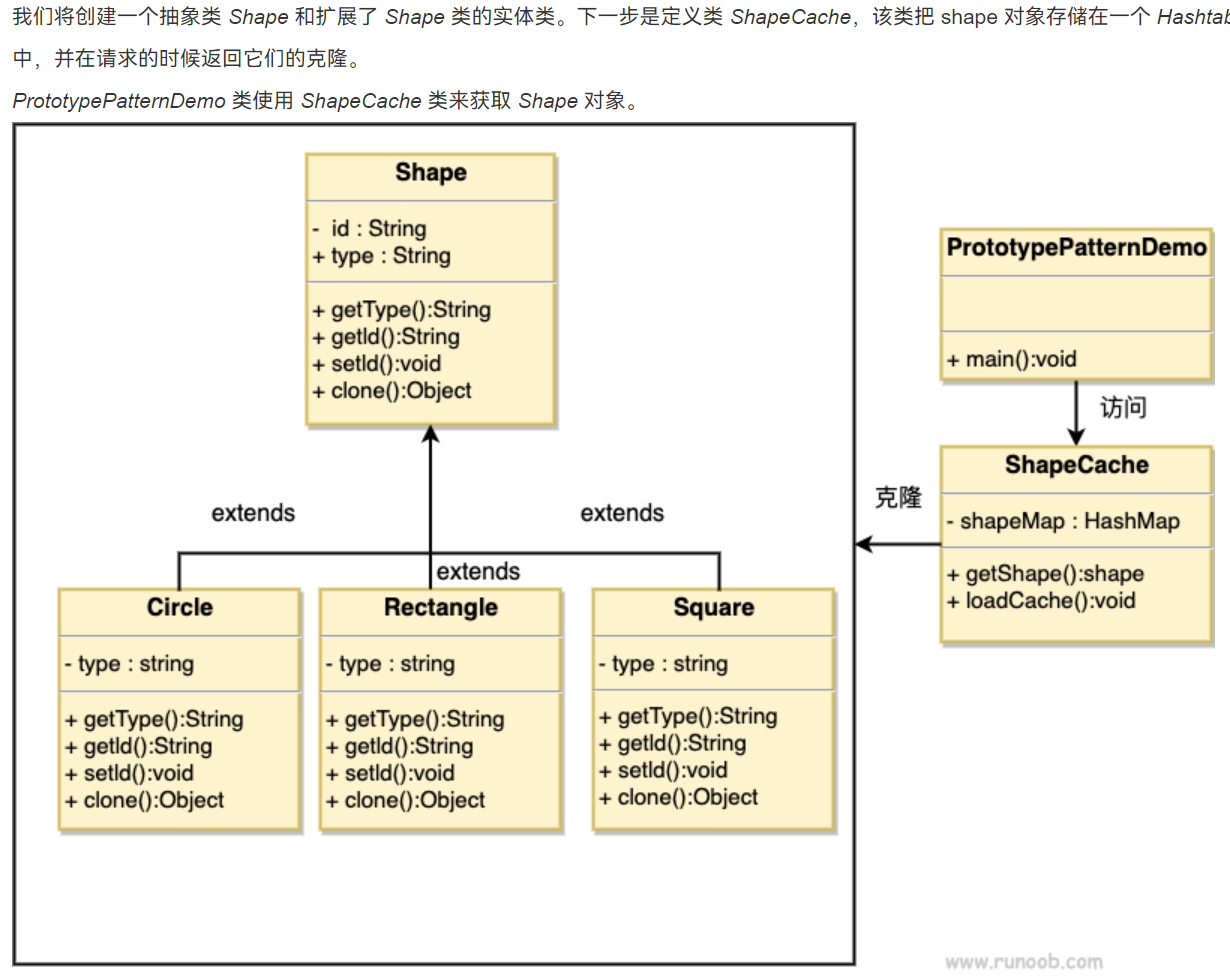 我们将创建一个抽象类 Shape 和扩展了 Shape 类的实体类。下一步是定义类 ShapeCache，该类把 shape 对象存储在一个
中，并在请求的时候返回它们的克隆。
PrototypePatternDemo 类使用 ShapeCache 类来获取 Shape 对象。
Shape
- id : String
+ type : String
+ getType():String
+ getId():String
+ setId():void
+ clone():Object
PrototypePatternDemo
+ main():void
访问
ShapeCache
- shapeMap : HashMap
+ getShape():shape
+ loadCache():void
克隆
extends
extends
extends
Circle
- type : string
+ getType():String
+ getId():String
+ setId():void
+ clone():Object
Rectangle
- type : string
+ getType():String
+ getId():String
+ setId():void
+ clone():Object
Square
- type : string
+ getType():String
+ getId():String
+ setId():void
+ clone():Object
www.runoob.com